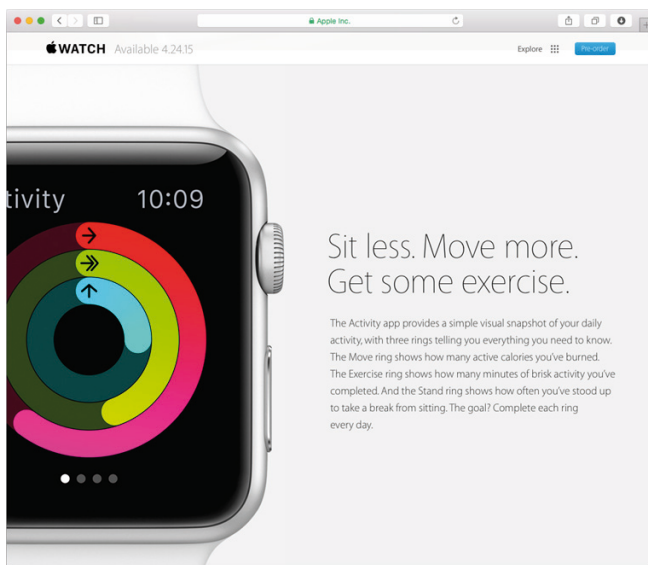 Apple Inc.
WATCH Available 4.24.15
Explore
Pre-order
tivity 10:09
Sit less. Move more.
Get some exercise.
The Activity app provides a simple visual snapshot of your daily
activity, with three rings telling you everything you need to know.
The Move ring shows how many active calories you’ve burned.
The Exercise ring shows how many minutes of brisk activity you’ve
completed. And the Stand ring shows how often you’ve stood up
to take a break from sitting. The goal? Complete each ring
every day.